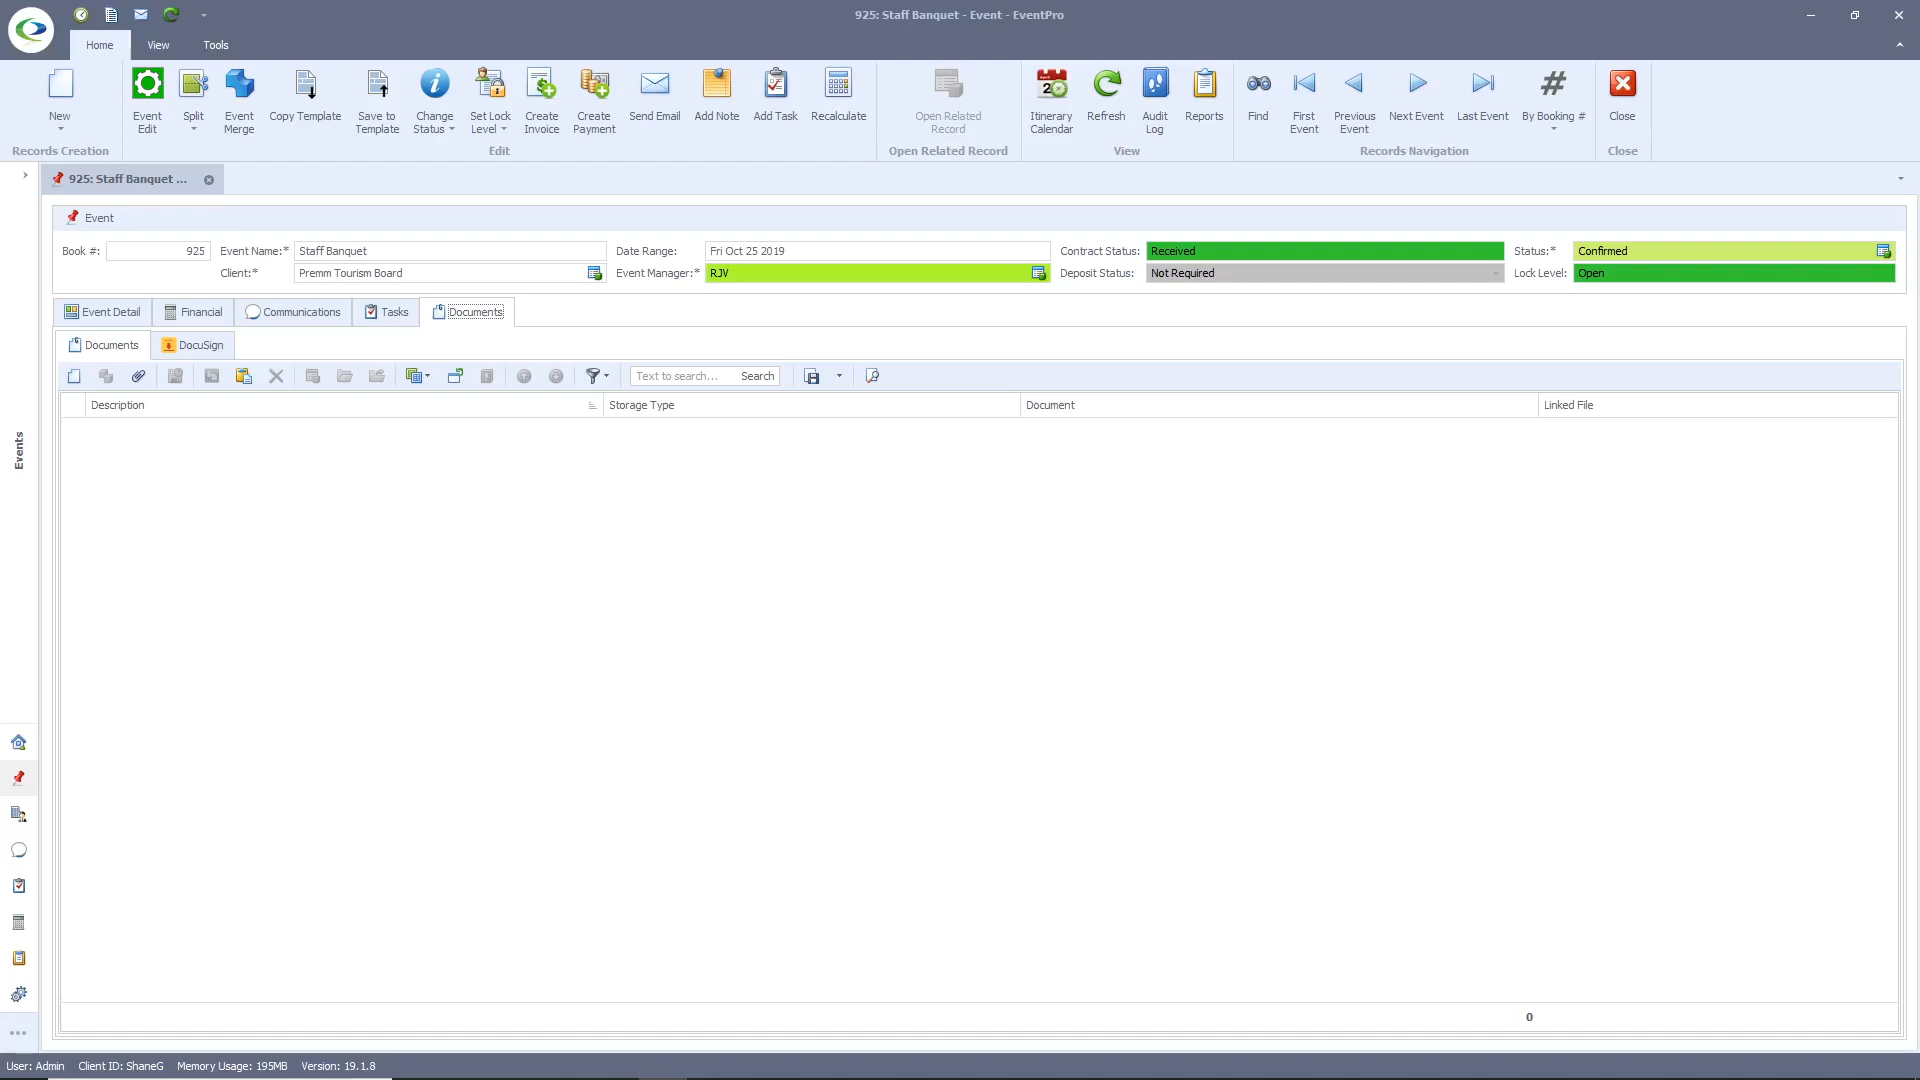 925: Staff Banquet - Event - EventPro
Home View Tools
New
Records Creation
Event Edit
Split
Event Merge
Copy Template
Save to Template
Change Status
Set Lock Level
Create Invoice
Create Payment
Send Email
Add Note
Add Task
Recalculate
Edit
Open Related Record
Open Related Record
Itinerary Calendar
Refresh
Audit Log
Reports
View
Find
First Event
Previous Event
Next Event
Last Event
By Booking #
Records Navigation
Close
Close
925: Staff Banquet ...
Event
Book #: 925 Event Name:* Staff Banquet Date Range: Fri Oct 25 2019 Contract Status: Received Status:* Confirmed
Client:* Premm Tourism Board Event Manager:* RJV Deposit Status: Not Required Lock Level: Open
Event Detail Financial Communications Tasks Documents
Documents DocuSign
Text to search... Search
Description Storage Type Document Linked File
Events
0
User: Admin Client ID: ShaneG Memory Usage: 195MB Version: 19.1.8